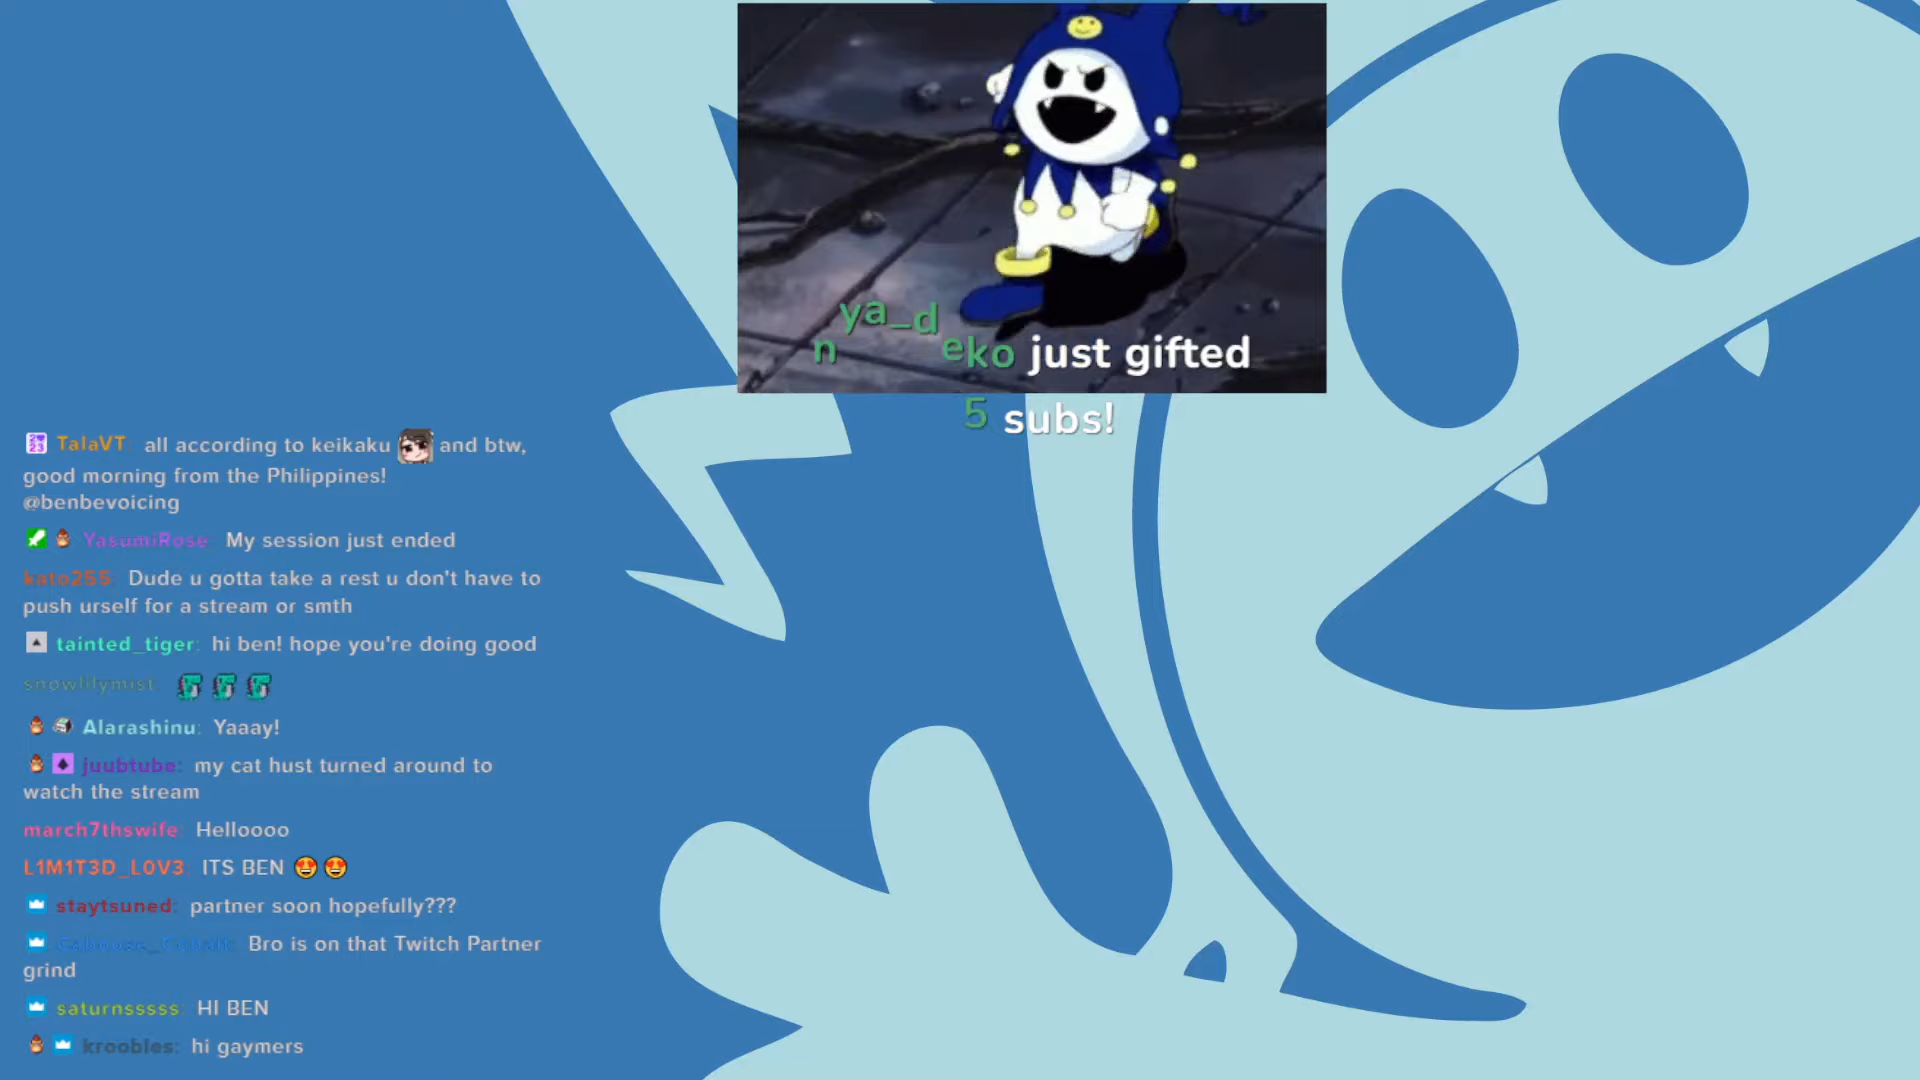 nya_deko just gifted
5 subs!
TalaVT: all according to keikaku and btw,
good morning from the Philippines!
@benbevoicing
YasumiRose: My session just ended
kato255: Dude u gotta take a rest u don't have to
push urself for a stream or smth
tainted_tiger: hi ben! hope you're doing good
snowlilymist:
Alarashinu: Yaaay!
juubtube: my cat hust turned around to
watch the stream
march7thswife: Helloooo
L1M1T3D_L0V3: ITS BEN 😍 😍
staytsuned: partner soon hopefully???
Bro is on that Twitch Partner
grind
saturnsssss: HI BEN
kroobles: hi gaymers